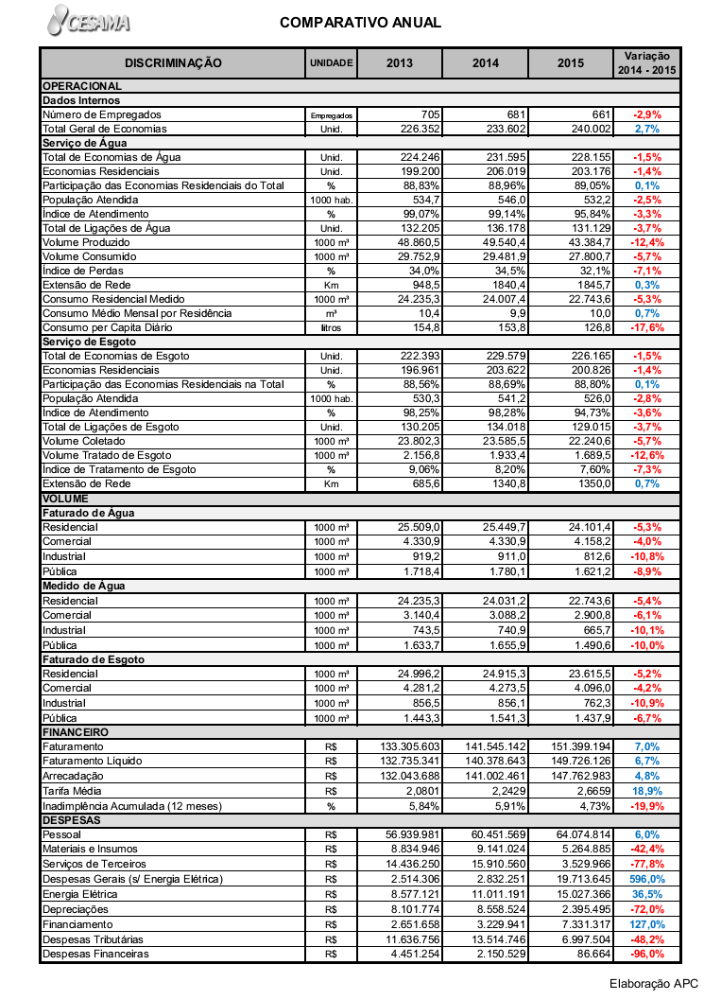 CESAMA
COMPARATIVO ANUAL
DISCRIMINAÇÃO UNIDADE 2013 2014 2015 Variação 2014 - 2015
OPERACIONAL
Dados Internos
Número de Empregados Empregados 705 681 661 -2,9%
Total Geral de Economias Unid. 226.352 233.602 240.002 2,7%
Serviço de Água
Total de Economias de Água Unid. 224.246 231.595 228.155 -1,5%
Economias Residenciais Unid. 199.200 206.019 203.176 -1,4%
Participação das Economias Residenciais do Total % 88,83% 88,96% 89,05% 0,1%
População Atendida 1000 hab. 534,7 546,0 532,2 -2,5%
Índice de Atendimento % 99,07% 99,14% 95,84% -3,3%
Total de Ligações de Água Unid. 132.205 136.178 131.129 -3,7%
Volume Produzido 1000 m³ 48.860,5 49.540,4 43.384,7 -12,4%
Volume Consumido 1000 m³ 29.752,9 29.481,9 27.800,7 -5,7%
Índice de Perdas % 34,0% 34,5% 32,1% -7,1%
Extensão de Rede Km 948,5 1840,4 1845,7 0,3%
Consumo Residencial Medido 1000 m³ 24.235,3 24.007,4 22.743,6 -5,3%
Consumo Médio Mensal por Residência m³ 10,4 9,9 10,0 0,7%
Consumo per Capita Diário litros 154,8 153,8 126,8 -17,6%
Serviço de Esgoto
Total de Economias de Esgoto Unid. 222.393 229.579 226.165 -1,5%
Economias Residenciais Unid. 196.961 203.622 200.826 -1,4%
Participação das Economias Residenciais na Total % 88,56% 88,69% 88,80% 0,1%
População Atendida 1000 hab. 530,3 541,2 526,0 -2,8%
Índice de Atendimento % 98,25% 98,28% 94,73% -3,6%
Total de Ligações de Esgoto Unid. 130.205 134.018 129.015 -3,7%
Volume Coletado 1000 m³ 23.802,3 23.585,5 22.240,6 -5,7%
Volume Tratado de Esgoto 1000 m³ 2.156,8 1.933,4 1.689,5 -12,6%
Índice de Tratamento de Esgoto % 9,06% 8,20% 7,60% -7,3%
Extensão de Rede Km 685,6 1340,8 1350,0 0,7%
VOLUME
Faturado de Água
Residencial 1000 m³ 25.509,0 25.449,7 24.101,4 -5,3%
Comercial 1000 m³ 4.330,9 4.330,9 4.158,2 -4,0%
Industrial 1000 m³ 919,2 911,0 812,6 -10,8%
Pública 1000 m³ 1.718,4 1.780,1 1.621,2 -8,9%
Medido de Água
Residencial 1000 m³ 24.235,3 24.031,2 22.743,6 -5,4%
Comercial 1000 m³ 3.140,4 3.088,2 2.900,8 -6,1%
Industrial 1000 m³ 743,5 740,9 665,7 -10,1%
Pública 1000 m³ 1.633,7 1.655,9 1.490,6 -10,0%
Faturado de Esgoto
Residencial 1000 m³ 24.996,2 24.915,3 23.615,5 -5,2%
Comercial 1000 m³ 4.281,2 4.273,5 4.096,0 -4,2%
Industrial 1000 m³ 856,5 856,1 762,3 -10,9%
Pública 1000 m³ 1.443,3 1.541,3 1.437,9 -6,7%
FINANCEIRO
Faturamento R$ 133.305.603 141.545.142 151.399.194 7,0%
Faturamento Líquido R$ 132.735.341 140.378.643 149.726.126 6,7%
Arrecadação R$ 132.043.688 141.002.461 147.762.983 4,8%
Tarifa Média R$ 2,0801 2,2429 2,6659 18,9%
Inadimplência Acumulada (12 meses) % 5,84% 5,91% 4,73% -19,9%
DESPESAS
Pessoal R$ 56.939.981 60.451.569 64.074.814 6,0%
Materiais e Insumos R$ 8.834.946 9.141.024 5.264.885 -42,4%
Serviços de Terceiros R$ 14.436.250 15.910.560 3.529.966 -77,8%
Despesas Gerais (s/ Energia Elétrica) R$ 2.514.306 2.832.251 19.713.645 596,0%
Energia Elétrica R$ 8.577.121 11.011.191 15.027.366 36,5%
Depreciações R$ 8.101.774 8.558.524 2.395.495 -72,0%
Financiamento R$ 2.651.658 3.229.941 7.331.317 127,0%
Despesas Tributárias R$ 11.636.756 13.514.746 6.997.504 -48,2%
Despesas Financeiras R$ 4.451.254 2.150.529 86.664 -96,0%
Elaboração APC